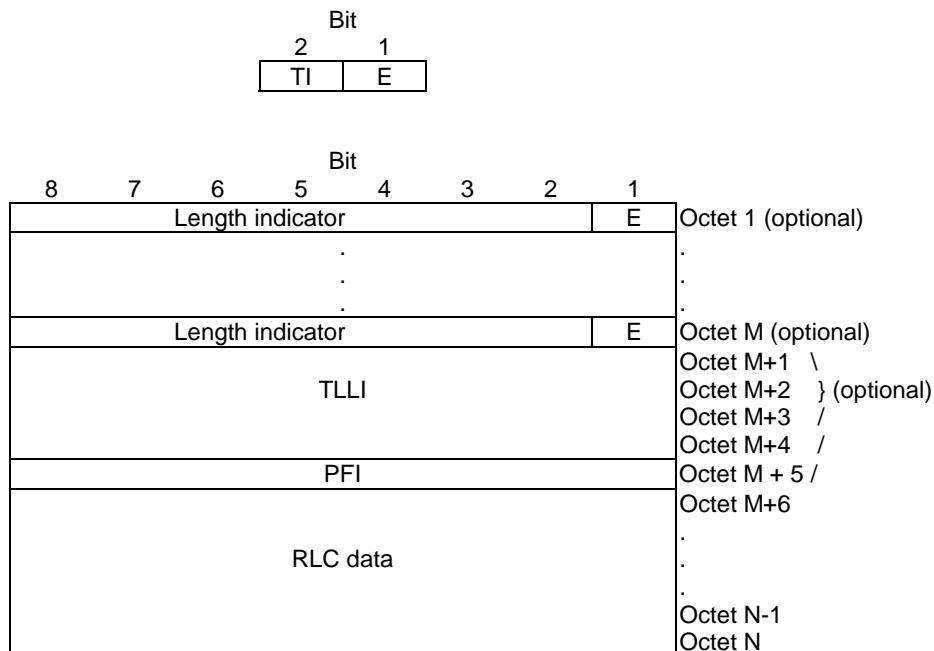 Bit
2 1
TI E
Bit
8 7 6 5 4 3 2 1
Length indicator E Octet 1 (optional)
. .
. .
. .
Length indicator E Octet M (optional)
Octet M+1 \
TLLI Octet M+2 } (optional)
Octet M+3 /
Octet M+4 /
PFI Octet M + 5 /
Octet M+6
.
RLC data .
.
Octet N-1
Octet N